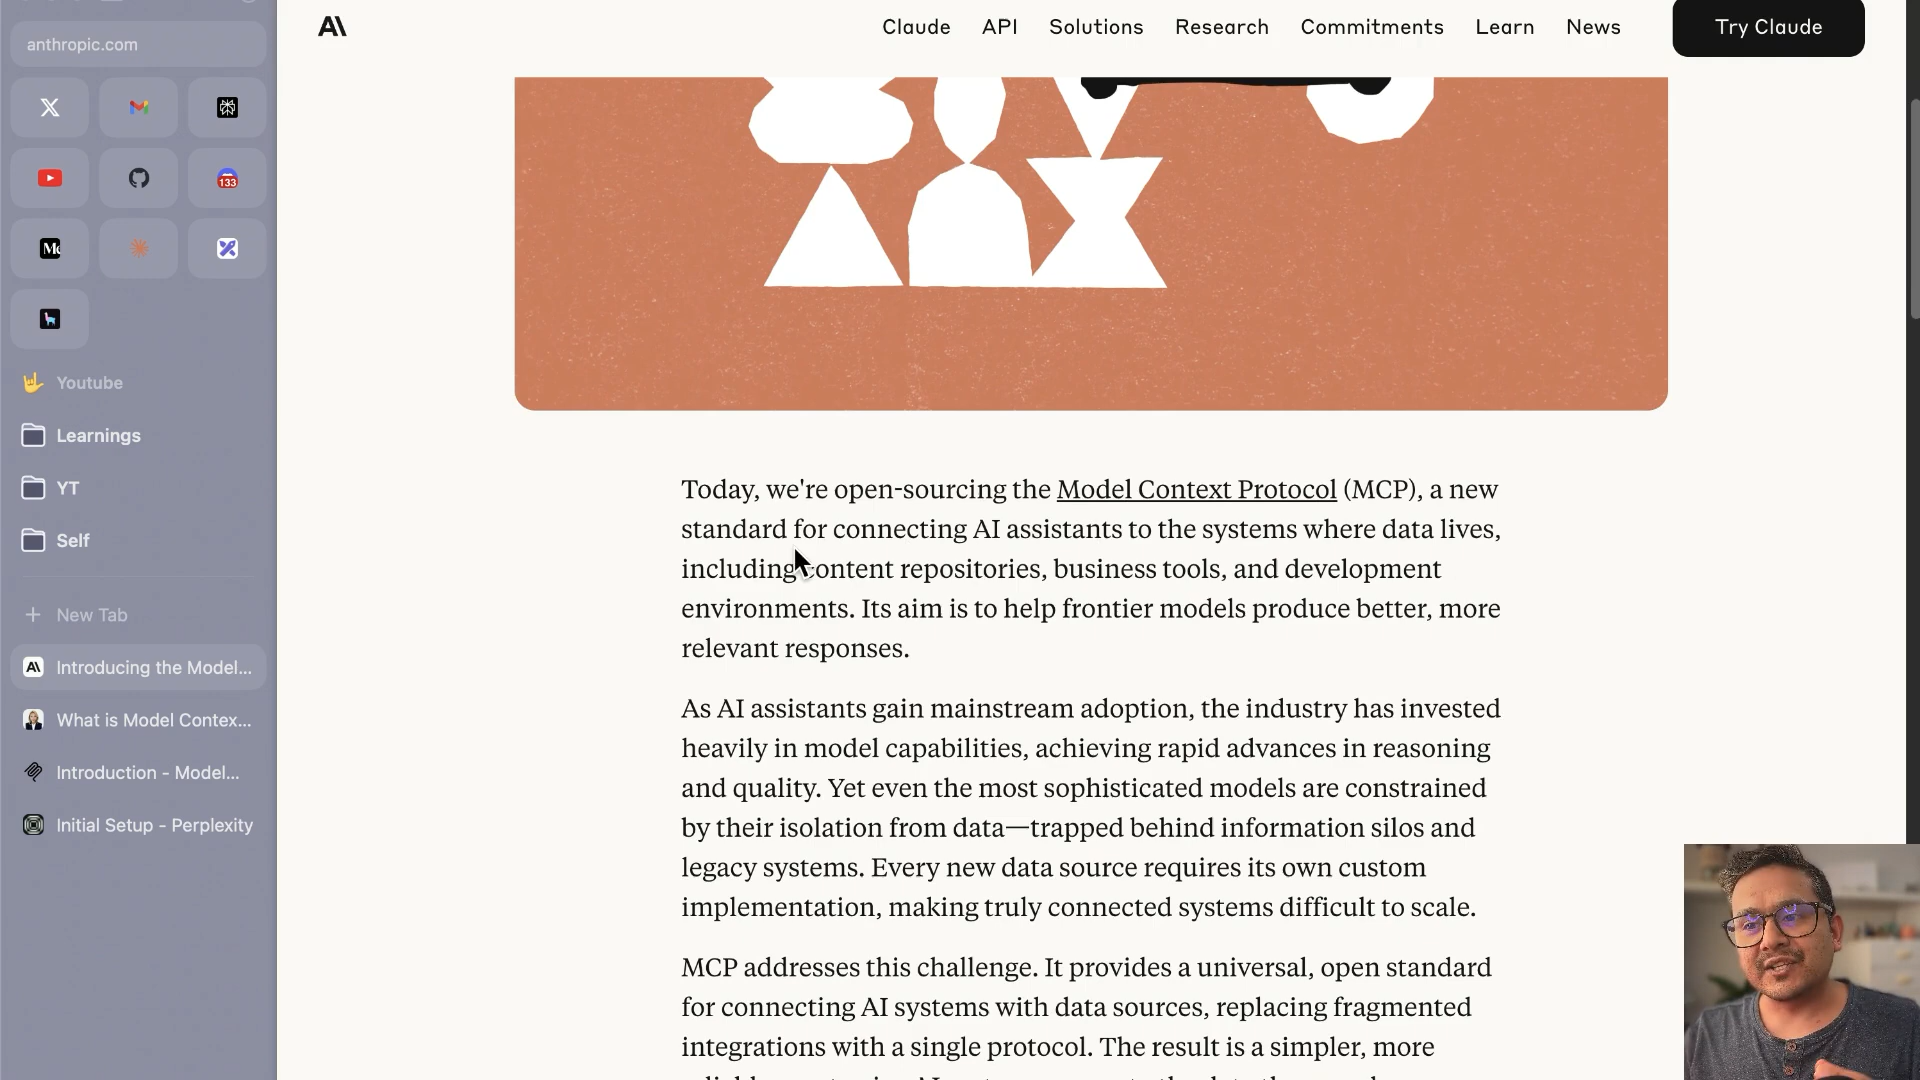 anthropic.com
133
Youtube
Learnings
YT
Self
New Tab
Introducing the Model...
What is Model Contex...
Introduction - Model...
Initial Setup - Perplexity
Claude
API
Solutions
Research
Commitments
Learn
News
Try Claude
Today, we're open-sourcing the Model Context Protocol (MCP), a new
standard for connecting AI assistants to the systems where data lives,
including content repositories, business tools, and development
environments. Its aim is to help frontier models produce better, more
relevant responses.
As AI assistants gain mainstream adoption, the industry has invested
heavily in model capabilities, achieving rapid advances in reasoning
and quality. Yet even the most sophisticated models are constrained
by their isolation from data—trapped behind information silos and
legacy systems. Every new data source requires its own custom
implementation, making truly connected systems difficult to scale.
MCP addresses this challenge. It provides a universal, open standard
for connecting AI systems with data sources, replacing fragmented
integrations with a single protocol. The result is a simpler, more